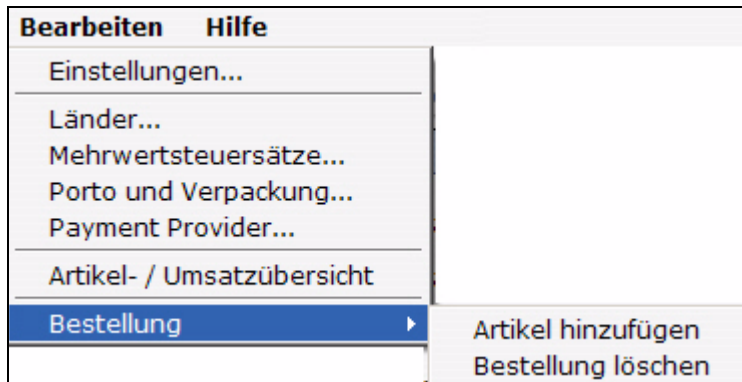 Bearbeiten Hilfe
Einstellungen...
Länder...
Mehrwertsteuersätze...
Porto und Verpackung...
Payment Provider...
Artikel- / Umsatzübersicht
Bestellung
Artikel hinzufügen
Bestellung löschen